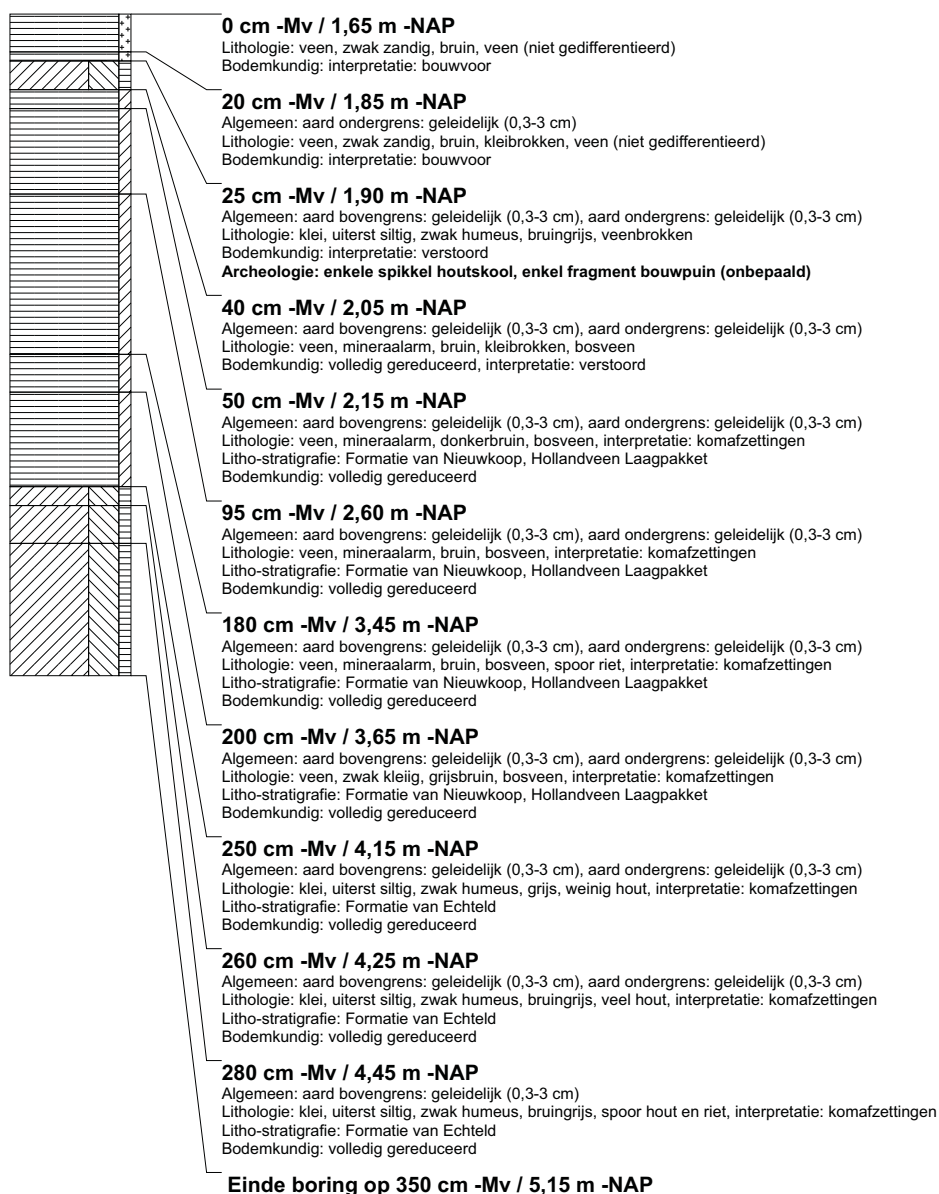 0 cm -Mv / 1,65 m -NAP
Lithologie: veen, zwak zandig, bruin, veen (niet gedifferentieerd)
Bodemkundig: interpretatie: bouwvoor
20 cm -Mv / 1,85 m -NAP
Algemeen: aard ondergrens: geleidelijk (0,3-3 cm)
Lithologie: veen, zwak zandig, bruin, kleibrokken, veen (niet gedifferentieerd)
Bodemkundig: interpretatie: bouwvoor
25 cm -Mv / 1,90 m -NAP
Algemeen: aard bovengrens: geleidelijk (0,3-3 cm), aard ondergrens: geleidelijk (0,3-3 cm)
Lithologie: klei, uiterst siltig, zwak humeus, bruingrijs, veenbrokken
Bodemkundig: interpretatie: verstoord
Archeologie: enkele spikkel houtskool, enkel fragment bouwpuin (onbepaald)
40 cm -Mv / 2,05 m -NAP
Algemeen: aard bovengrens: geleidelijk (0,3-3 cm), aard ondergrens: geleidelijk (0,3-3 cm)
Lithologie: veen, mineraalarm, bruin, kleibrokken, bosveen
Bodemkundig: volledig gereduceerd, interpretatie: verstoord
50 cm -Mv / 2,15 m -NAP
Algemeen: aard bovengrens: geleidelijk (0,3-3 cm), aard ondergrens: geleidelijk (0,3-3 cm)
Lithologie: veen, mineraalarm, donkerbruin, bosveen, interpretatie: komafzettingen
Litho-stratigrafie: Formatie van Nieuwkoop, Hollandveen Laagpakket
Bodemkundig: volledig gereduceerd
95 cm -Mv / 2,60 m -NAP
Algemeen: aard bovengrens: geleidelijk (0,3-3 cm), aard ondergrens: geleidelijk (0,3-3 cm)
Lithologie: veen, mineraalarm, bruin, bosveen, interpretatie: komafzettingen
Litho-stratigrafie: Formatie van Nieuwkoop, Hollandveen Laagpakket
Bodemkundig: volledig gereduceerd
180 cm -Mv / 3,45 m -NAP
Algemeen: aard bovengrens: geleidelijk (0,3-3 cm), aard ondergrens: geleidelijk (0,3-3 cm)
Lithologie: veen, mineraalarm, bruin, bosveen, spoor riet, interpretatie: komafzettingen
Litho-stratigrafie: Formatie van Nieuwkoop, Hollandveen Laagpakket
Bodemkundig: volledig gereduceerd
200 cm -Mv / 3,65 m -NAP
Algemeen: aard bovengrens: geleidelijk (0,3-3 cm), aard ondergrens: geleidelijk (0,3-3 cm)
Lithologie: veen, zwak kleiig, grijsbruin, bosveen, interpretatie: komafzettingen
Litho-stratigrafie: Formatie van Nieuwkoop, Hollandveen Laagpakket
Bodemkundig: volledig gereduceerd
250 cm -Mv / 4,15 m -NAP
Algemeen: aard bovengrens: geleidelijk (0,3-3 cm), aard ondergrens: geleidelijk (0,3-3 cm)
Lithologie: klei, uiterst siltig, zwak humeus, grijs, weinig hout, interpretatie: komafzettingen
Litho-stratigrafie: Formatie van Echteld
Bodemkundig: volledig gereduceerd
260 cm -Mv / 4,25 m -NAP
Algemeen: aard bovengrens: geleidelijk (0,3-3 cm), aard ondergrens: geleidelijk (0,3-3 cm)
Lithologie: klei, uiterst siltig, zwak humeus, bruingrijs, veel hout, interpretatie: komafzettingen
Litho-stratigrafie: Formatie van Echteld
Bodemkundig: volledig gereduceerd
280 cm -Mv / 4,45 m -NAP
Algemeen: aard bovengrens: geleidelijk (0,3-3 cm)
Lithologie: klei, uiterst siltig, zwak humeus, bruingrijs, spoor hout en riet, interpretatie: komafzettingen
Litho-stratigrafie: Formatie van Echteld
Bodemkundig: volledig gereduceerd
Einde boring op 350 cm -Mv / 5,15 m -NAP